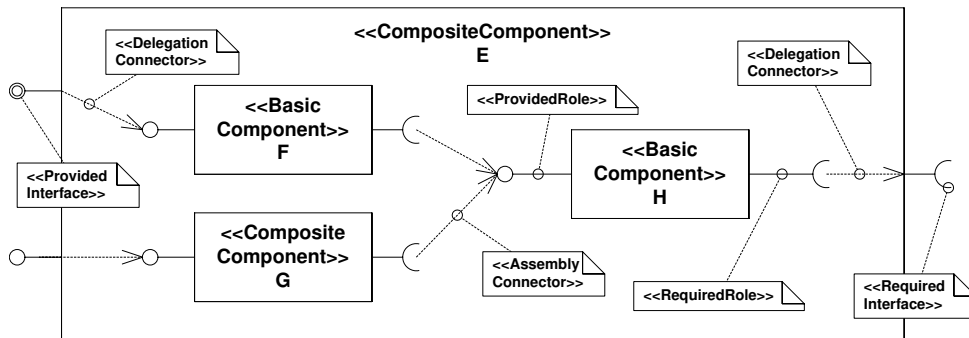 <<CompositeComponent>>
E
<<Delegation
Connector>>
<<Delegation
Connector>>
<<Basic
Component>>
F
<<ProvidedRole>>
<<Basic
Component>>
H
<<Provided
Interface>>
<<Composite
Component>>
G
<<Assembly
Connector>>
<<RequiredRole>>
<<Required
Interface>>